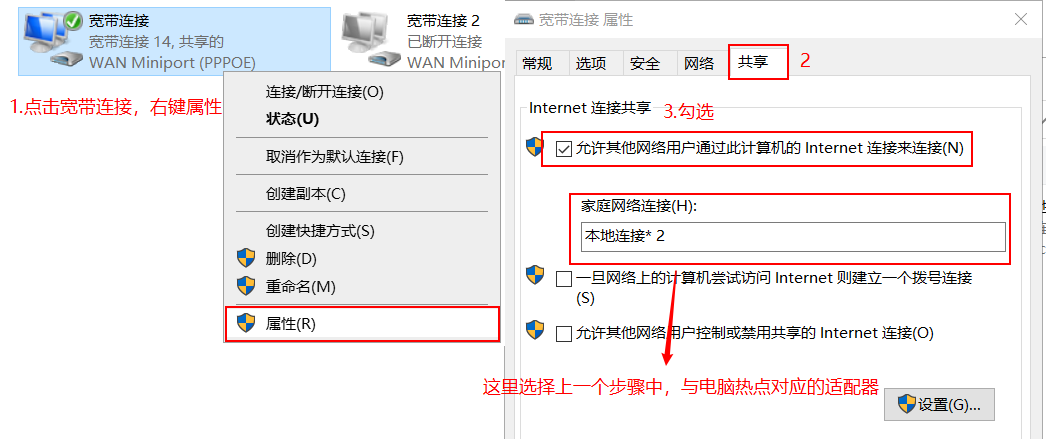 宽带连接
宽带连接 14, 共享的
WAN Miniport (PPPOE)
宽带连接 2
已断开连接
WAN Miniport
1.点击宽带连接，右键属性
连接/断开连接(O)
状态(U)
取消作为默认连接(F)
创建副本(C)
创建快捷方式(S)
删除(D)
重命名(M)
属性(R)
宽带连接 属性
常规 选项 安全 网络 共享 2
Internet 连接共享
3.勾选
允许其他网络用户通过此计算机的 Internet 连接来连接(N)
家庭网络连接(H):
本地连接* 2
一旦网络上的计算机尝试访问 Internet 则建立一个拨号连接
(S)
允许其他网络用户控制或禁用共享的 Internet 连接(O)
这里选择上一个步骤中，与电脑热点对应的适配器
设置(G)...